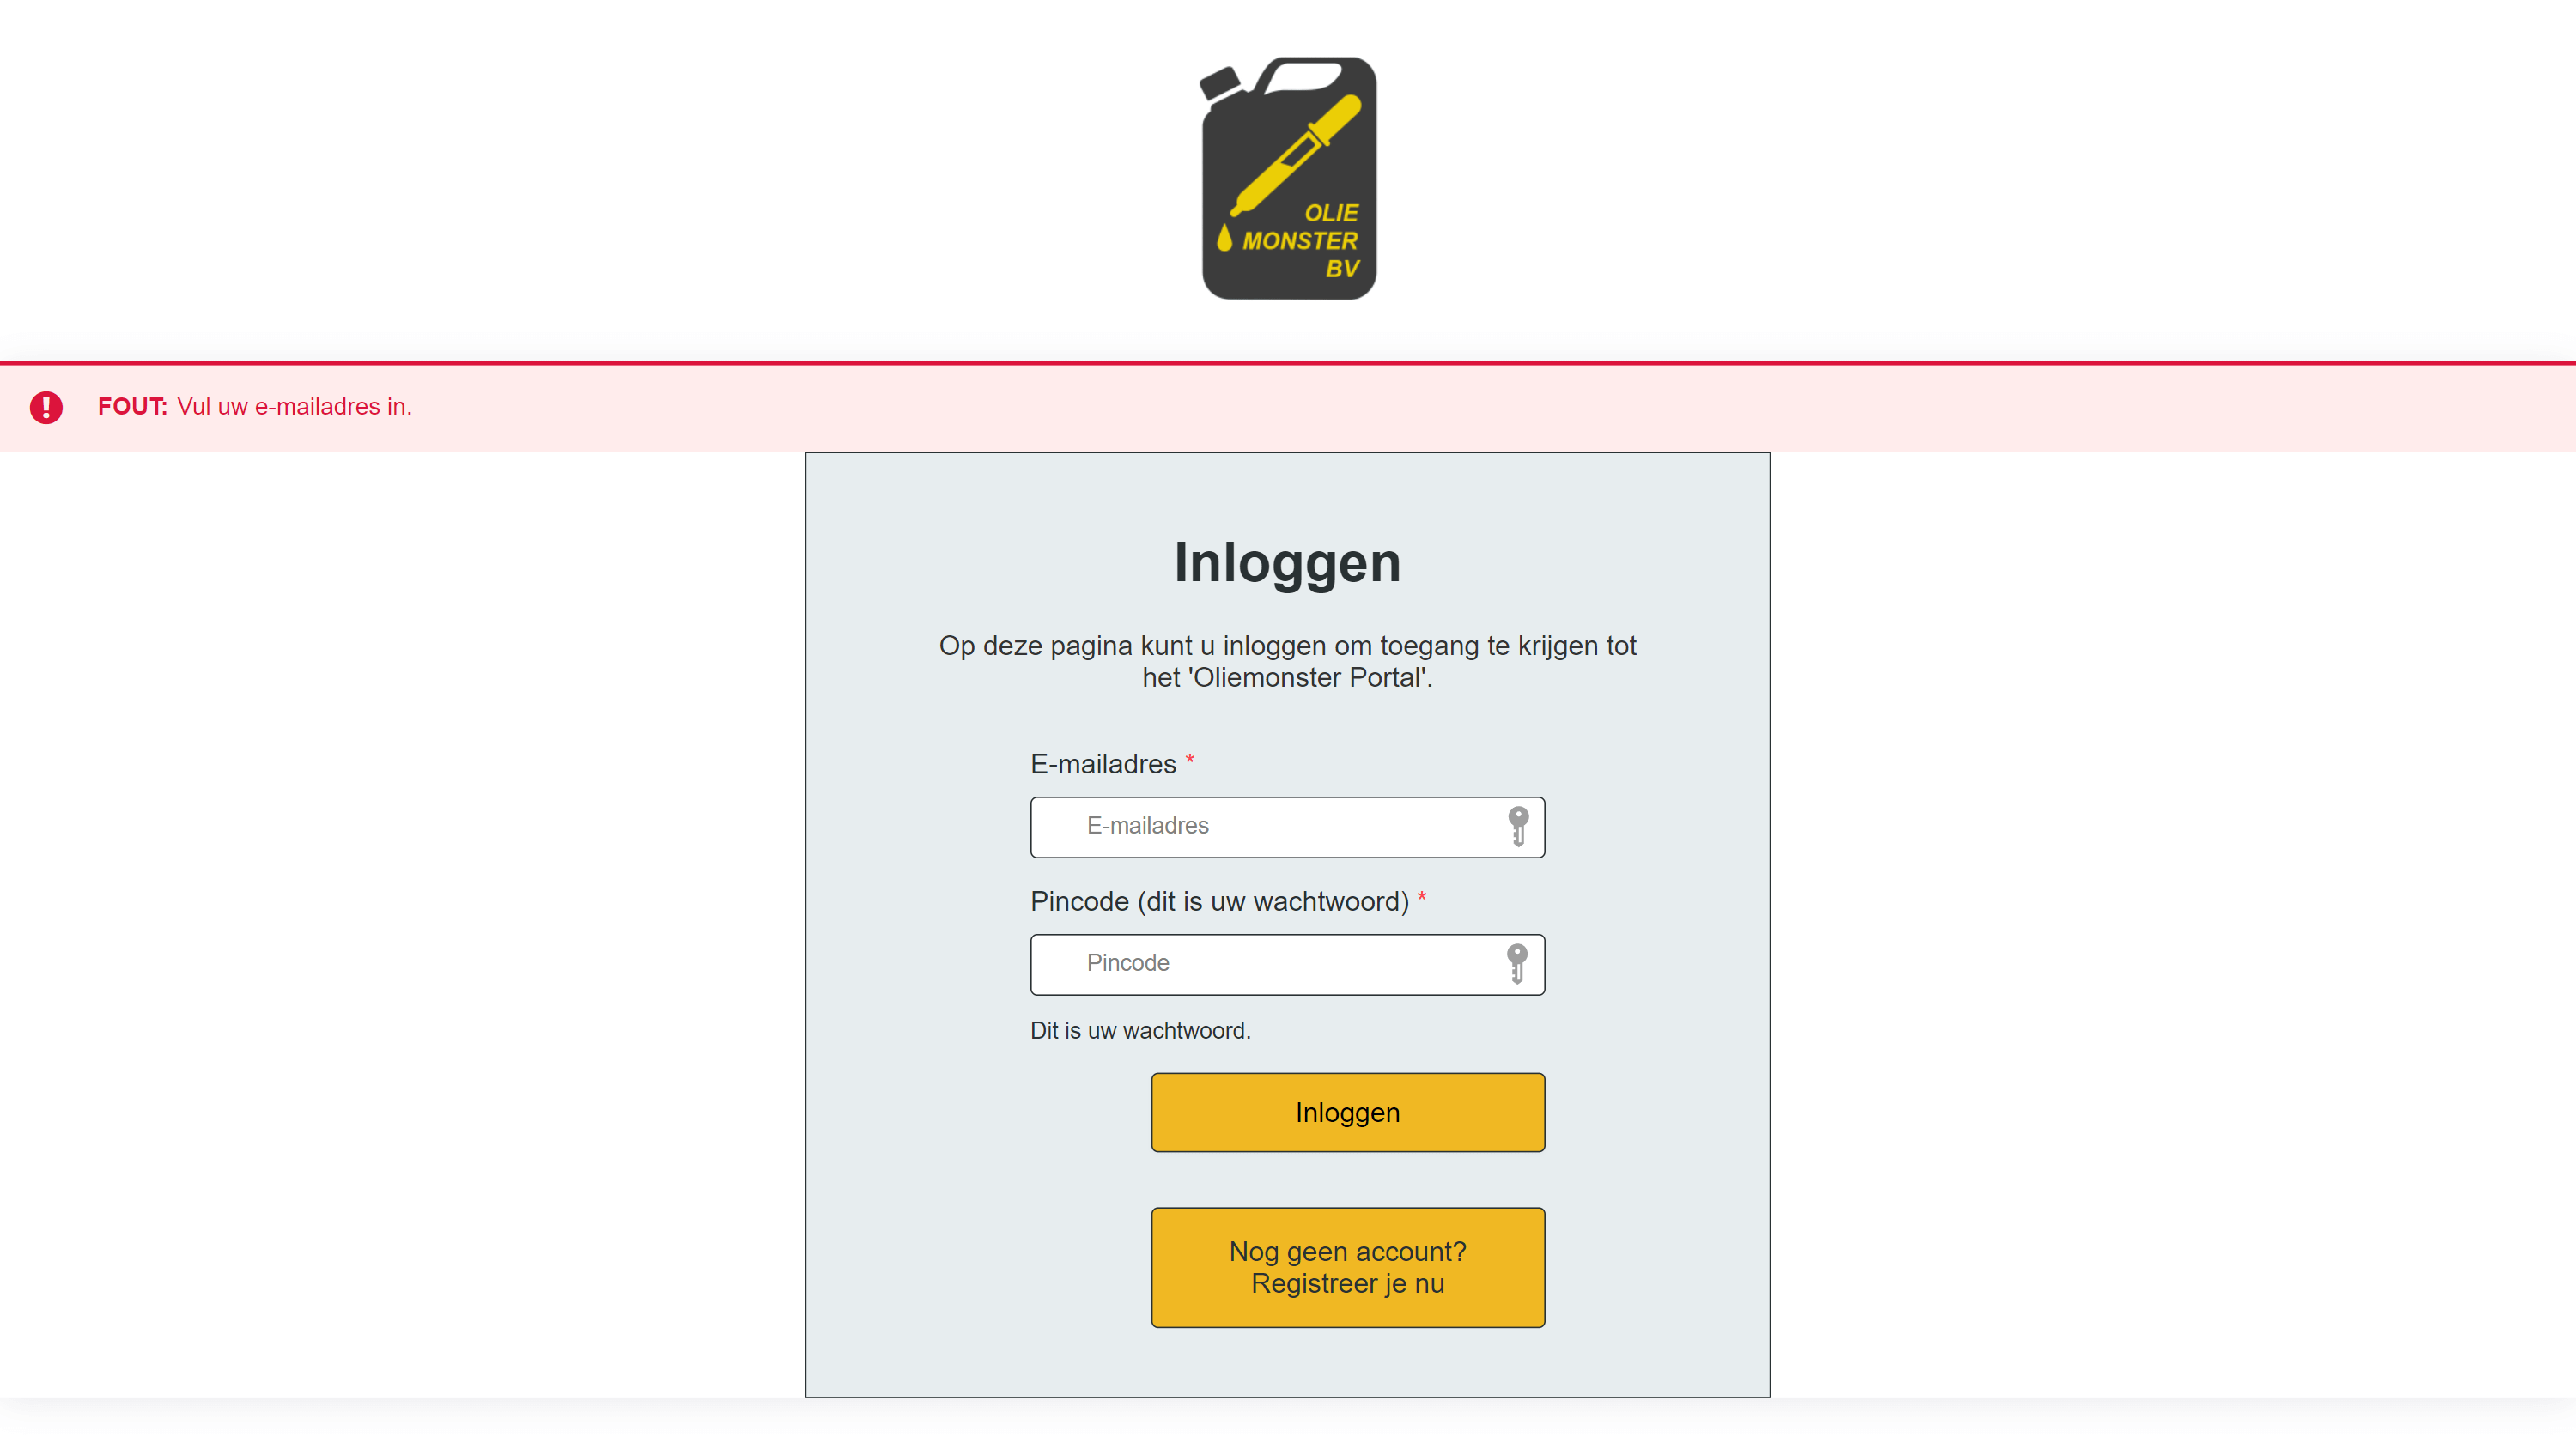 OLIE
MONSTER
BV
FOUT: Vul uw e-mailadres in.
Inloggen
Op deze pagina kunt u inloggen om toegang te krijgen tot
het 'Oliemonster Portal'.
E-mailadres *
E-mailadres
Pincode (dit is uw wachtwoord) *
Pincode
Dit is uw wachtwoord.
Inloggen
Nog geen account?
Registreer je nu